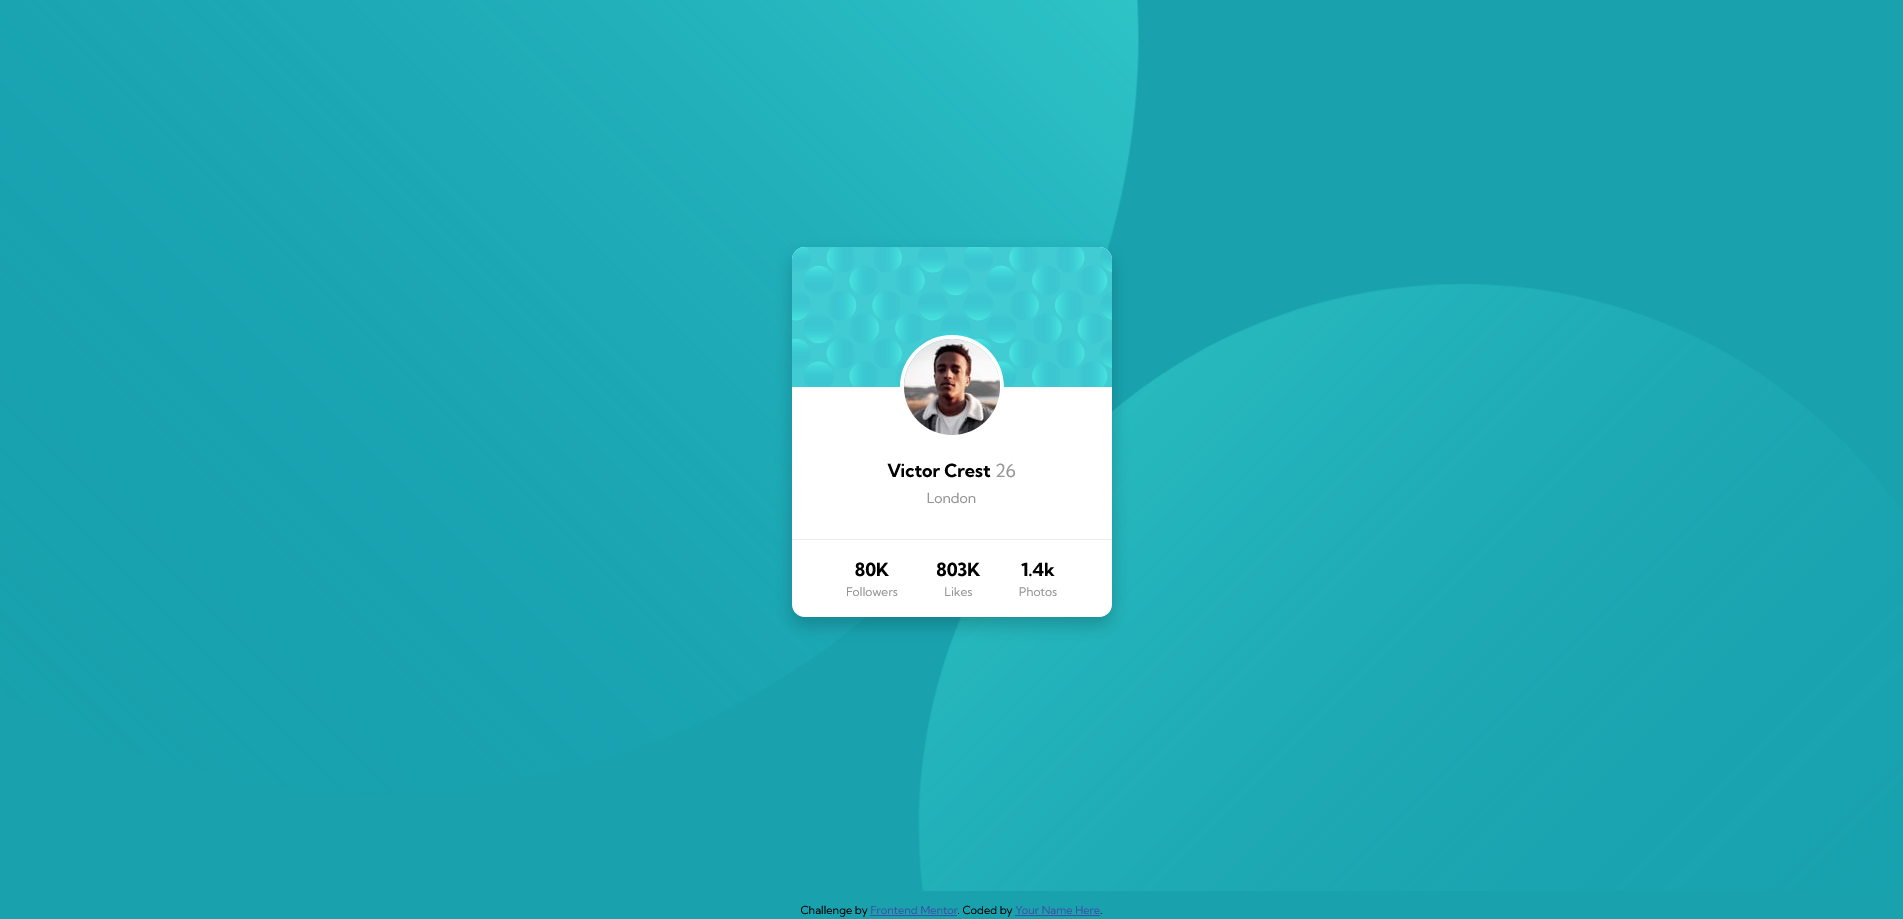 Victor Crest 26
London
80K 803K 1.4k
Followers Likes Photos
Challenge by Frontend Mentor. Coded by Your Name Here.